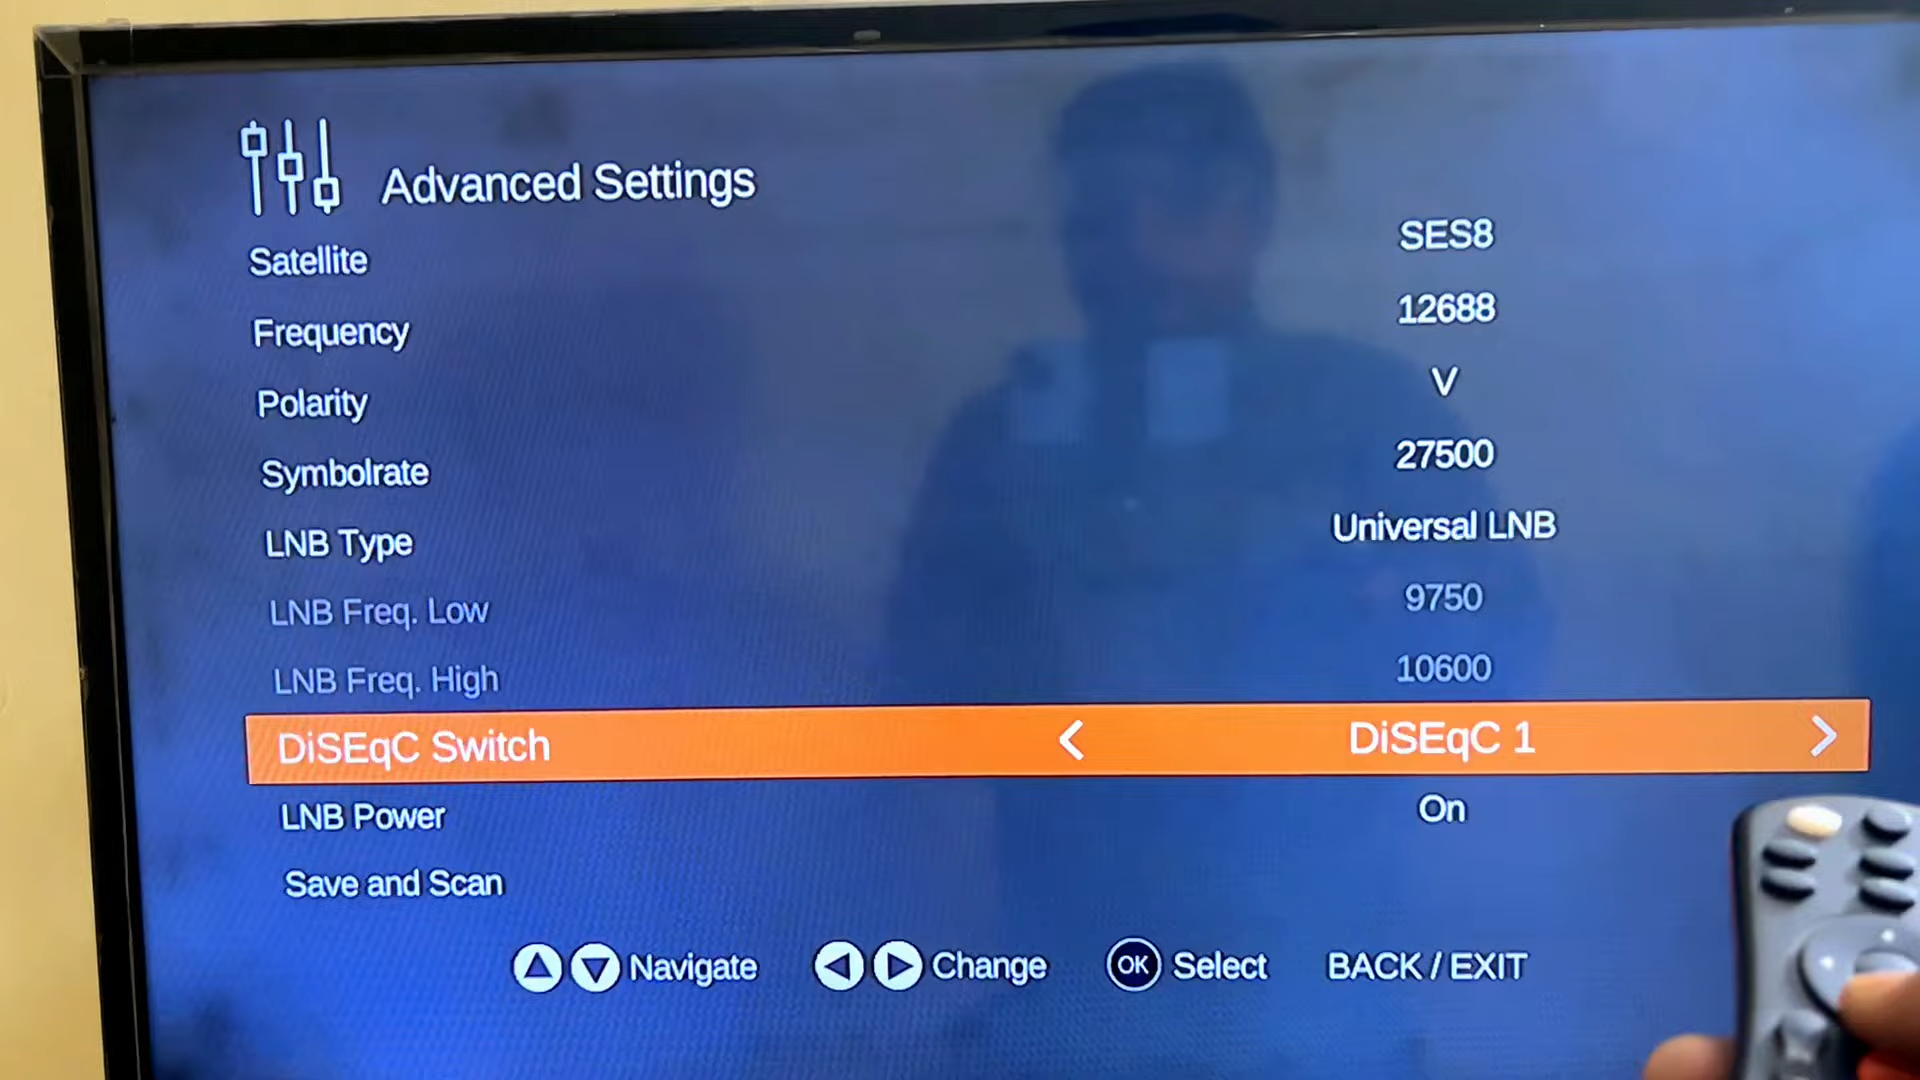 Advanced Settings
Satellite SES8
Frequency 12688
Polarity V
Symbolrate 27500
LNB Type Universal LNB
LNB Freq. Low 9750
LNB Freq. High 10600
DiSEqC Switch DiSEqC 1
LNB Power On
Save and Scan
Navigate Change OK Select BACK / EXIT